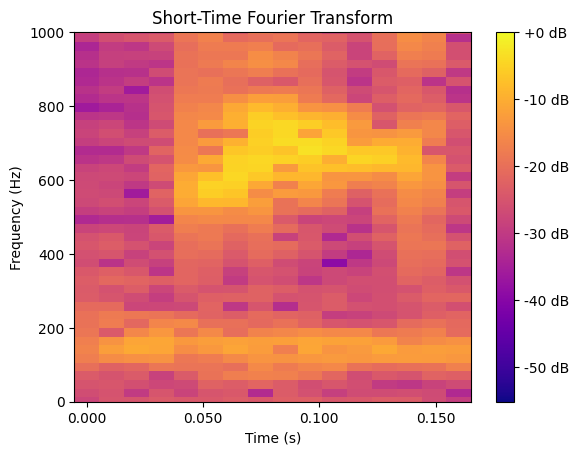 Short-Time Fourier Transform
1000
800
600
400
200
0
Frequency (Hz)
0.000
0.050
0.100
0.150
Time (s)
+0 dB
-10 dB
-20 dB
-30 dB
-40 dB
-50 dB